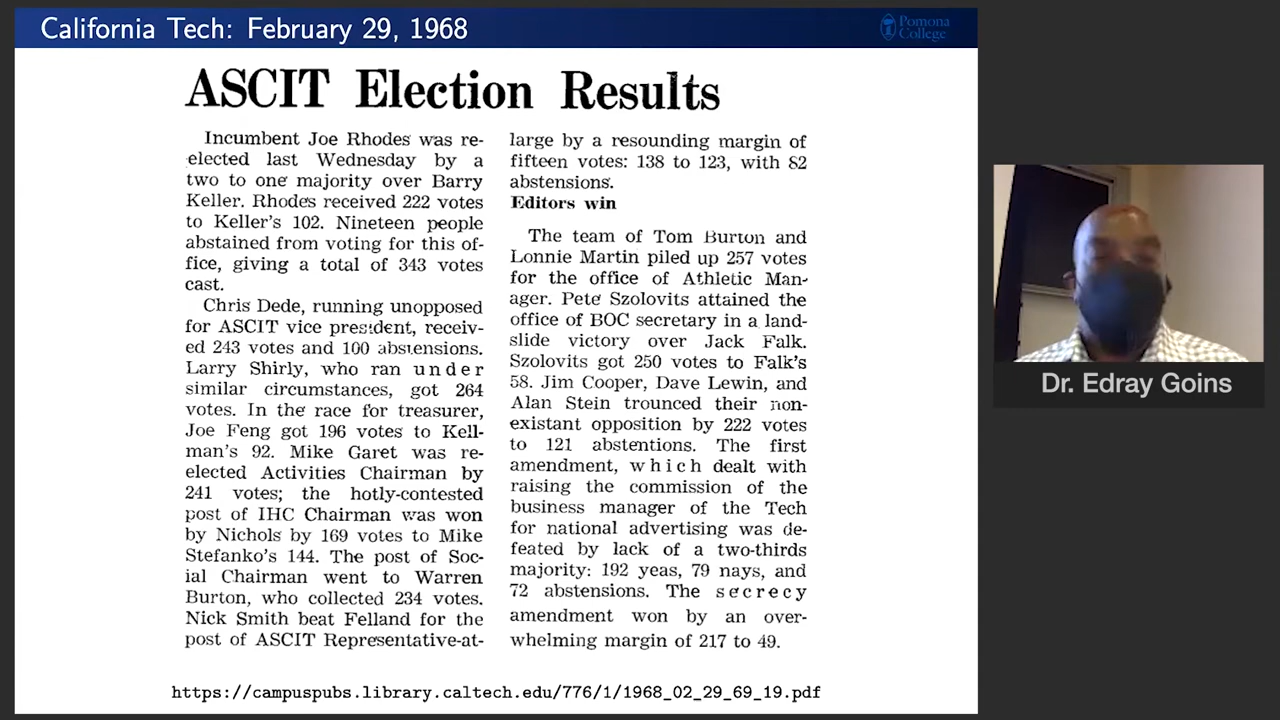 California Tech: February 29, 1968
Pomona
College
ASCIT Election Results
Incumbent Joe Rhodes was re-
elected last Wednesday by a
two to one majority over Barry
Keller. Rhodes received 222 votes
to Keller's 102. Nineteen people
abstained from voting for this of-
fice, giving a total of 343 votes
cast.
Chris Dede, running unopposed
for ASCIT vice president, receiv-
ed 243 votes and 100 abstensions.
Larry Shirly, who ran under
similar circumstances, got 264
votes. In the race for treasurer,
Joe Feng got 196 votes to Kell-
man's 92. Mike Garet was re-
elected Activities Chairman by
241 votes; the hotly-contested
post of IHC Chairman was won
by Nichols by 169 votes to Mike
Stefanko's 144. The post of Soc-
ial Chairman went to Warren
Burton, who collected 234 votes.
Nick Smith beat Felland for the
post of ASCIT Representative-at-
large by a resounding margin of
fifteen votes: 138 to 123, with 82
abstensions.
Editors win
The team of Tom Burton and
Lonnie Martin piled up 257 votes
for the office of Athletic Man-
ager. Pete Szolovits attained the
office of BOC secretary in a land-
slide victory over Jack Falk.
Szolovits got 250 votes to Falk's
58. Jim Cooper, Dave Lewin, and
Alan Stein trounced their non-
existant opposition by 222 votes
to 121 abstentions. The first
amendment, which dealt with
raising the commission of the
business manager of the Tech
for national advertising was de-
feated by lack of a two-thirds
majority: 192 yeas, 79 nays, and
72 abstensions. The secrecy
amendment won by an over-
whelming margin of 217 to 49.
https://campuspubs.library.caltech.edu/776/1/1968_02_29_69_19.pdf
Dr. Edray Goins